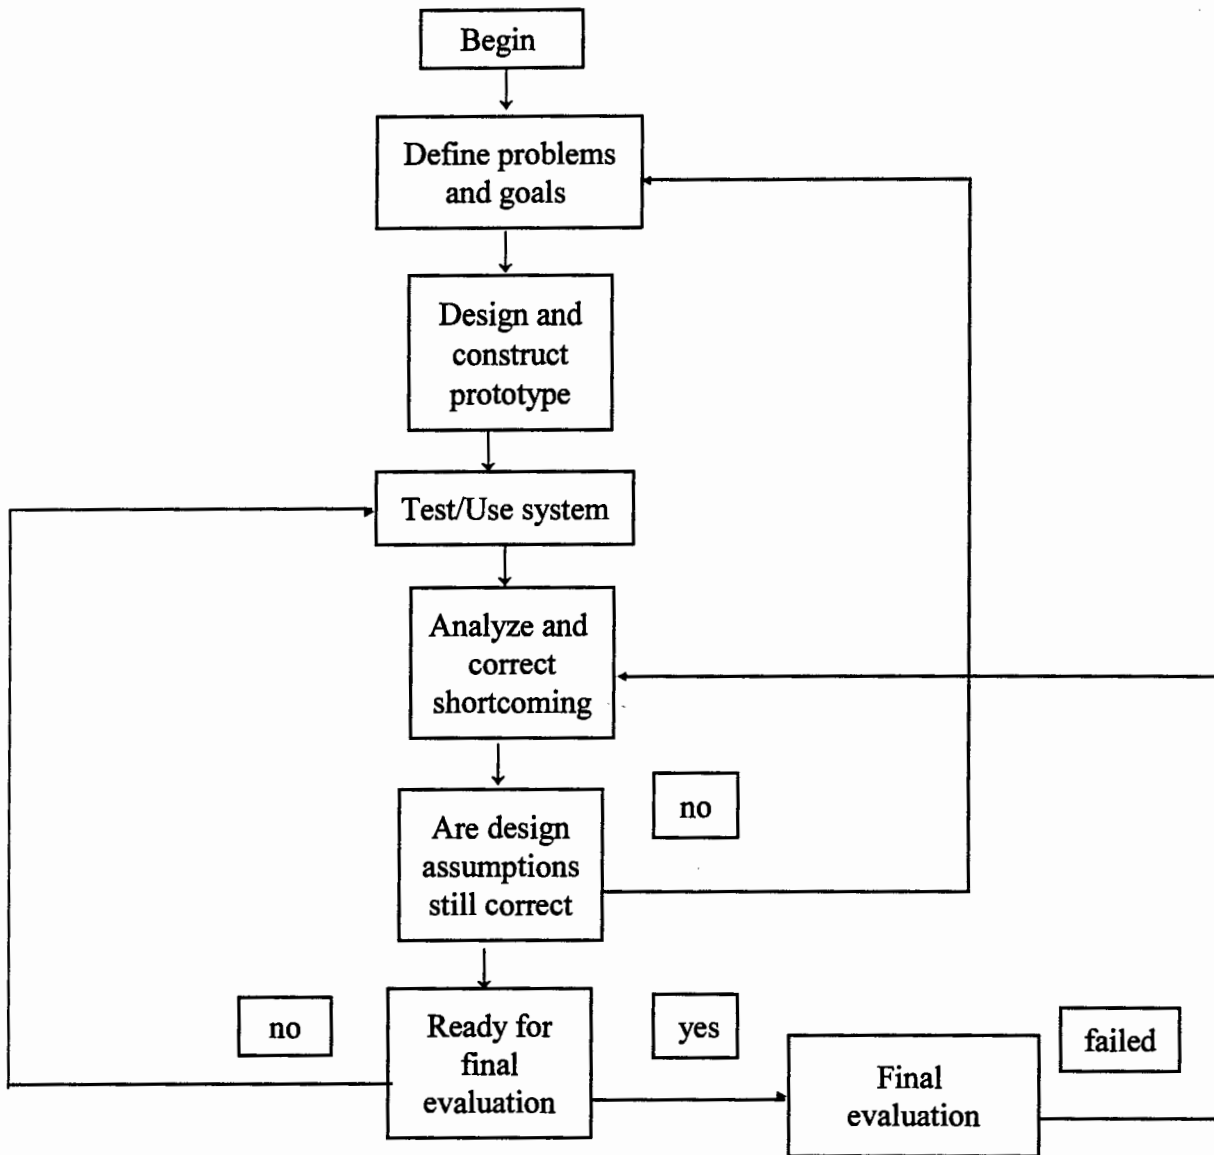 Begin
Define problems
and goals
Design and
construct
prototype
Test/Use system
Analyze and
correct
shortcoming
no
Are design
assumptions
still correct
no
Ready for
final
evaluation
yes
failed
Final
evaluation